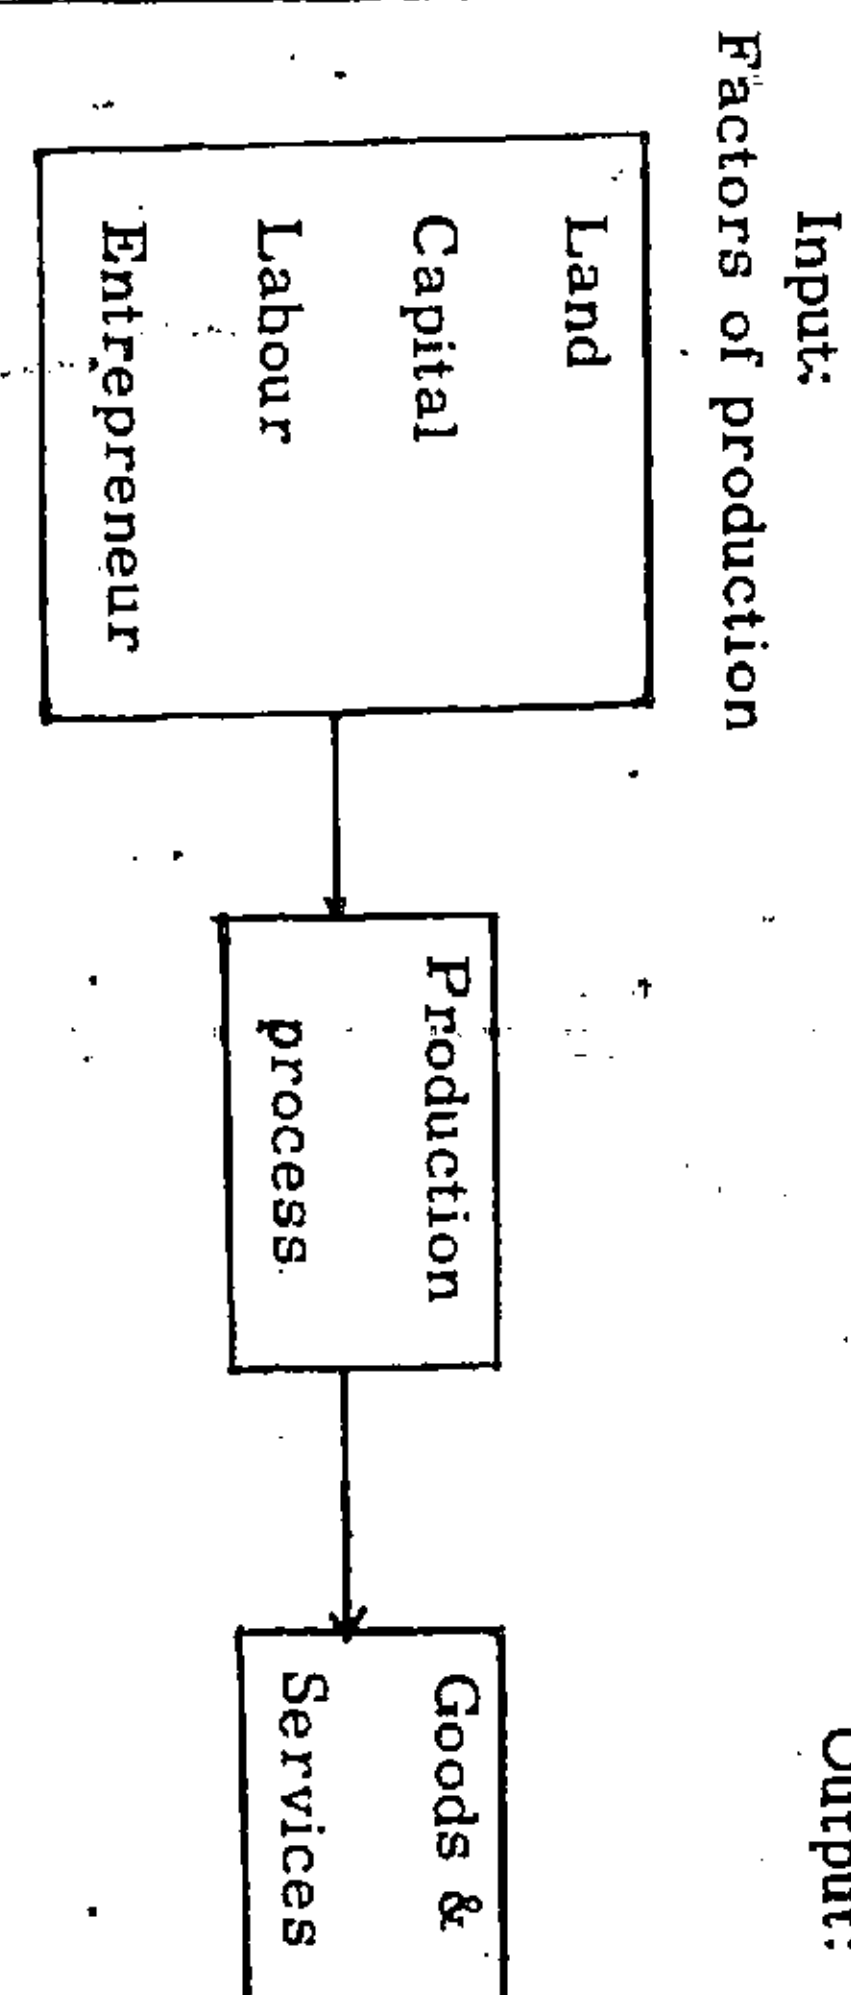 Input:
Factors of production
Land
Capital
Labour
Entrepreneur
Production
process
Output:
Goods &
Services